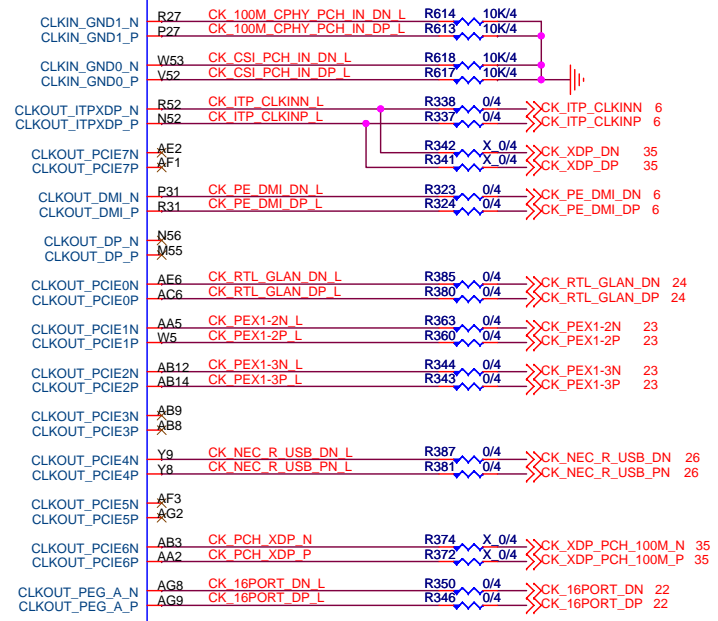 CLKIN_GND1_N R27 CK_100M_CPHY_PCH_IN_DN_L R614 10K/4
CLKIN_GND1_P P27 CK_100M_CPHY_PCH_IN_DP_L R613 10K/4
CLKIN_GND0_N W53 CK_CSI_PCH_IN_DN_L R618 10K/4
CLKIN_GND0_P V52 CK_CSI_PCH_IN_DP_L R617 10K/4
CLKOUT_ITPXDP_N R52 CK_ITP_CLKINN_L R338 0/4 CK_ITP_CLKINN 6
CLKOUT_ITPXDP_P N52 CK_ITP_CLKINP_L R337 0/4 CK_ITP_CLKINP 6
CLKOUT_PCIE7N AE2 R342 X_0/4 CK_XDP_DN 35
CLKOUT_PCIE7P AF1 R341 X_0/4 CK_XDP_DP 35
CLKOUT_DMI_N P31 CK_PE_DMI_DN_L R323 0/4 CK_PE_DMI_DN 6
CLKOUT_DMI_P R31 CK_PE_DMI_DP_L R324 0/4 CK_PE_DMI_DP 6
CLKOUT_DP_N N56
CLKOUT_DP_P M55
CLKOUT_PCIE0N AE6 CK_RTL_GLAN_DN_L R385 0/4 CK_RTL_GLAN_DN 24
CLKOUT_PCIE0P AC6 CK_RTL_GLAN_DP_L R380 0/4 CK_RTL_GLAN_DP 24
CLKOUT_PCIE1N AA5 CK_PEX1-2N_L R363 0/4 CK_PEX1-2N 23
CLKOUT_PCIE1P W5 CK_PEX1-2P_L R360 0/4 CK_PEX1-2P 23
CLKOUT_PCIE2N AB12 CK_PEX1-3N_L R344 0/4 CK_PEX1-3N 23
CLKOUT_PCIE2P AB14 CK_PEX1-3P_L R343 0/4 CK_PEX1-3P 23
CLKOUT_PCIE3N AB9
CLKOUT_PCIE3P AB8
CLKOUT_PCIE4N Y9 CK_NEC_R_USB_DN_L R387 0/4 CK_NEC_R_USB_DN 26
CLKOUT_PCIE4P Y8 CK_NEC_R_USB_PN_L R381 0/4 CK_NEC_R_USB_PN 26
CLKOUT_PCIE5N AF3
CLKOUT_PCIE5P AG2
CLKOUT_PCIE6N AB3 CK_PCH_XDP_N R374 X_0/4 CK_XDP_PCH_100M_N 35
CLKOUT_PCIE6P AA2 CK_PCH_XDP_P R372 X_0/4 CK_XDP_PCH_100M_P 35
CLKOUT_PEG_A_N AG8 CK_16PORT_DN_L R350 0/4 CK_16PORT_DN 22
CLKOUT_PEG_A_P AG9 CK_16PORT_DP_L R346 0/4 CK_16PORT_DP 22